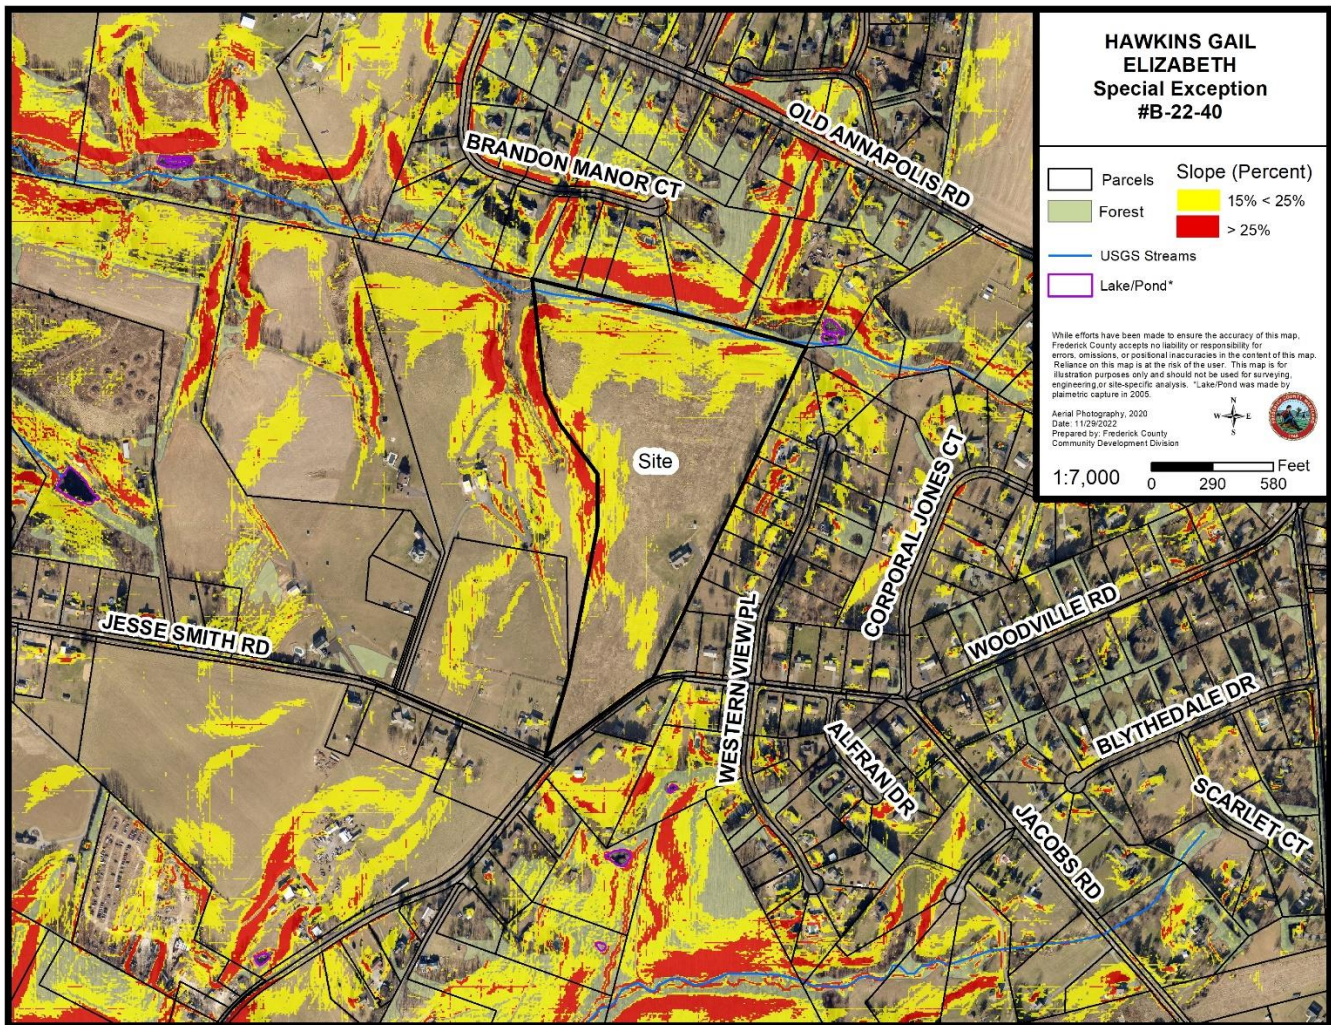 HAWKINS GAIL
ELIZABETH
Special Exception
#B-22-40
Parcels
Forest
USGS Streams
Lake/Pond*
Slope (Percent)
15% < 25%
> 25%
While efforts have been made to ensure the accuracy of this map,
Frederick County accepts no liability or responsibility for
errors, omissions, or positional inaccuracies in the content of this map.
Reliance on this map is at the risk of the user. This map is for
illustration purposes only and should not be used for surveying,
engineering,or site-specific analysis. *Lake/Pond was made by
plaimetric capture in 2005.
Aerial Photography, 2020
Date: 11/29/2022
Prepared by: Frederick County
Community Development Division
N
W
E
S
1:7,000
Feet
0 290 580
OLD ANNAPOLIS RD
BRANDON MANOR CT
Site
CORPORAL JONES CT
WESTERN VIEW PL
WOODVILLE RD
JESSE SMITH RD
BLYTHEDALE DR
ALFRAN DR
SCARLET CT
JACOBS RD